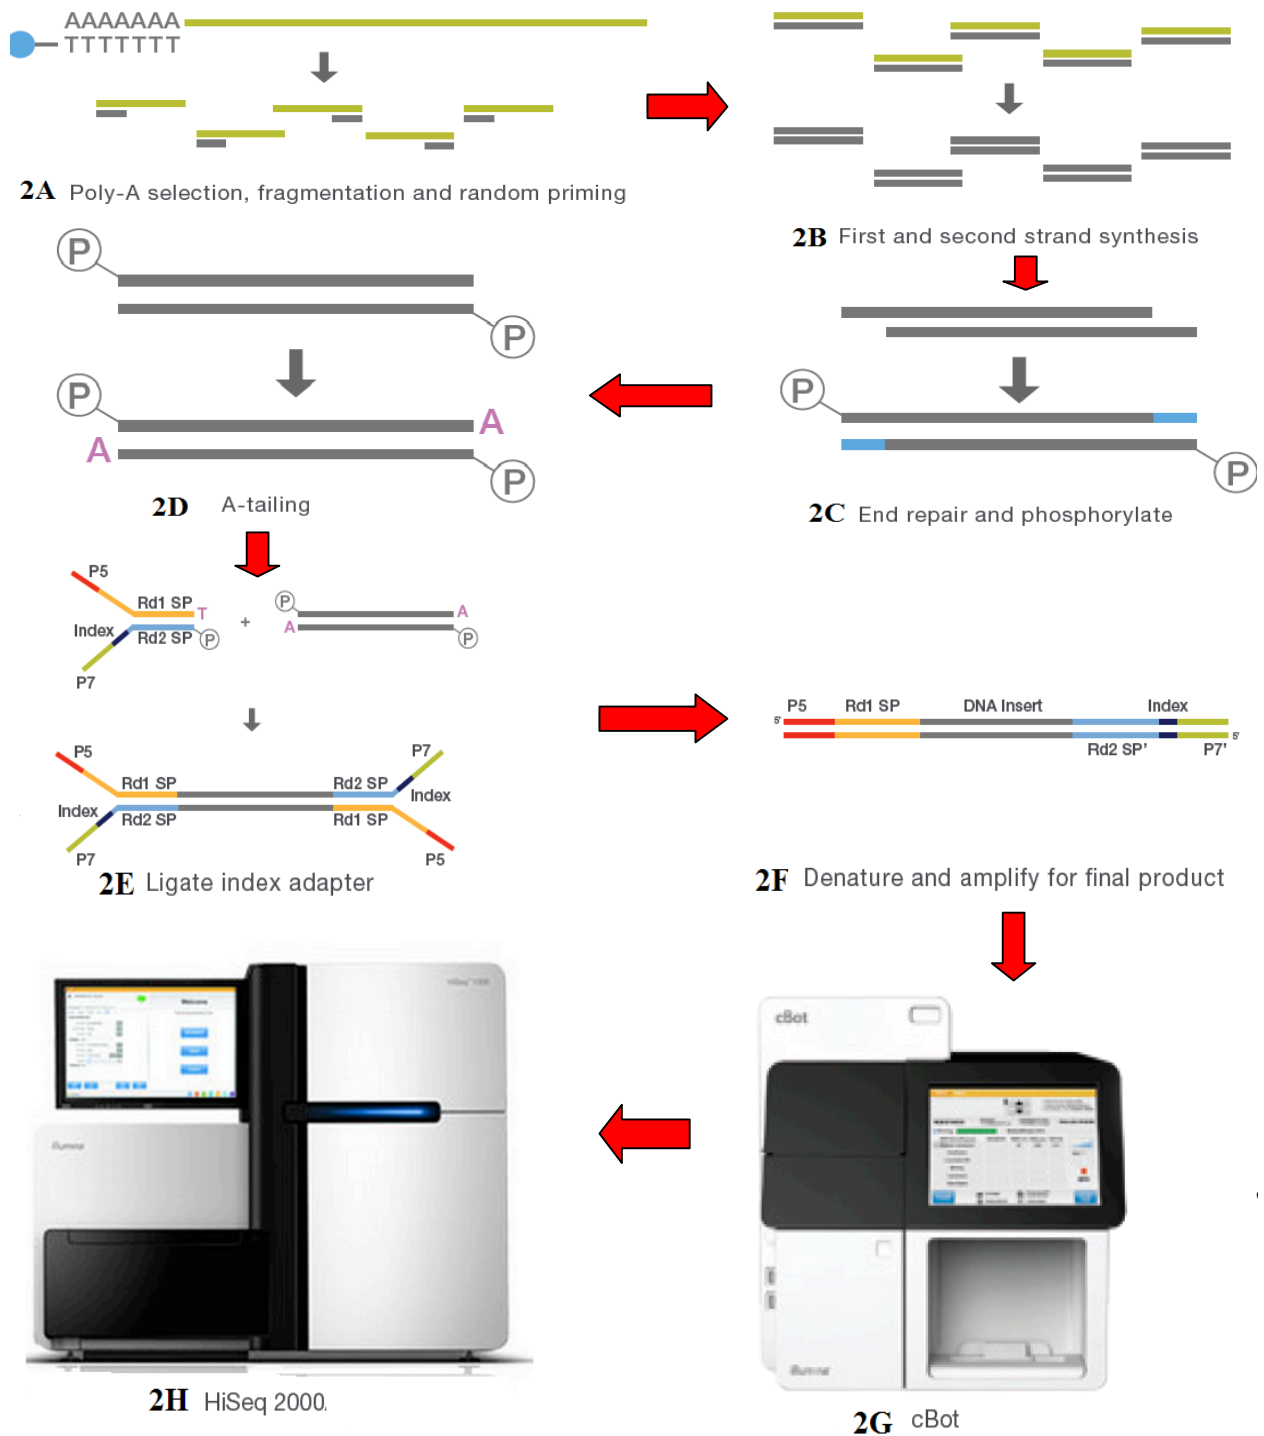 AAAAAAA
TTTTTTT
2A Poly-A selection, fragmentation and random priming
2B First and second strand synthesis
P
P
P
A
A
P
2D A-tailing
P
P
2C End repair and phosphorylate
P5
Rd1 SP
T
Index
Rd2 SP
P
P7
+
P
A
A
P
P5
P7
Rd1 SP
Rd2 SP
Index
Index
Rd2 SP
Rd1 SP
P7
P5
2E Ligate index adapter
P5
Rd1 SP
DNA Insert
Index
5'
5'
Rd2 SP'
P7'
2F Denature and amplify for final product
Welcome
illumina
2H HiSeq 2000.
cBot
illumina
2G cBot